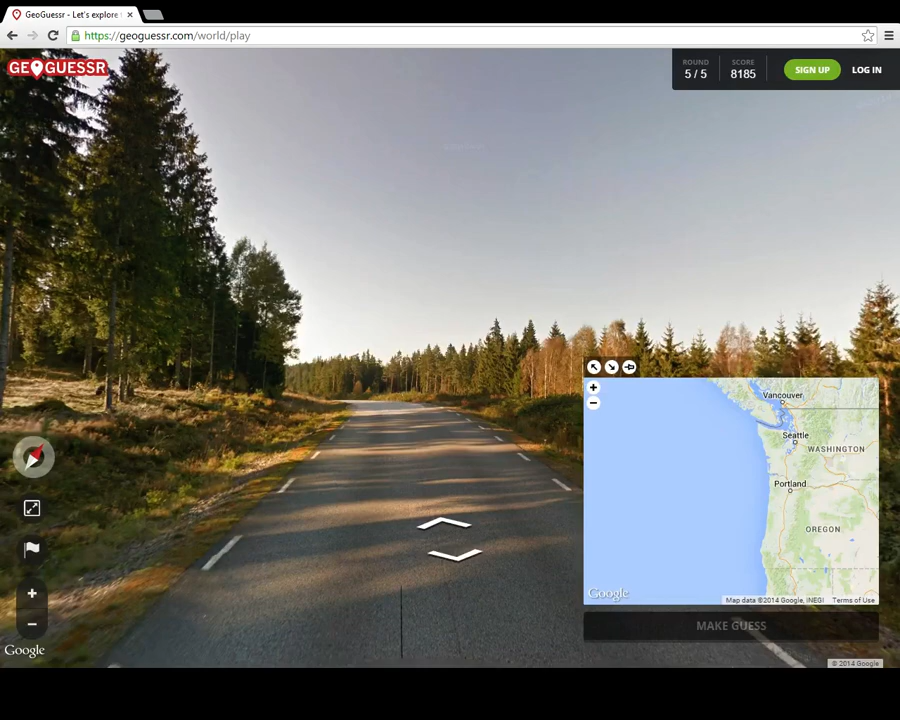 GeoGuessr - Let's explore
https://geoguessr.com/world/play
GEOGUESSR
ROUND
5 / 5
SCORE
8185
SIGN UP
LOG IN
Vancouver
Seattle
WASHINGTON
Portland
OREGON
Google
Map data ©2014 Google, INEGI
Terms of Use
MAKE GUESS
Google
© 2014 Google